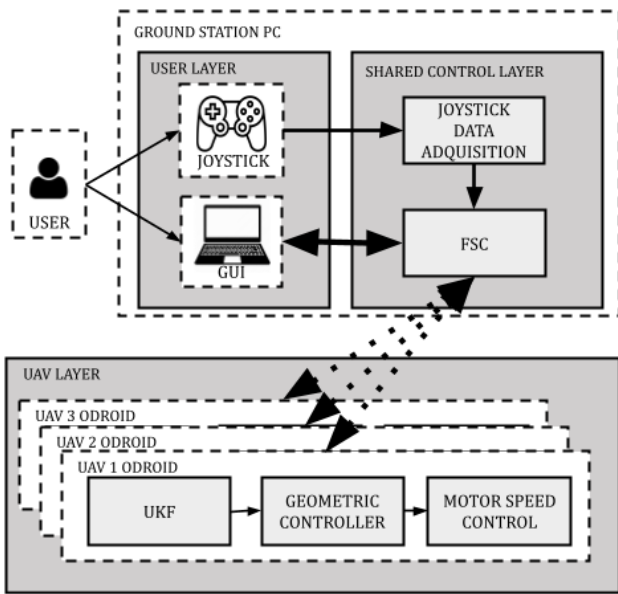 GROUND STATION PC
USER LAYER
SHARED CONTROL LAYER
JOYSTICK
JOYSTICK
DATA
ADQUISITION
USER
GUI
FSC
UAV LAYER
UAV 3 ODROID
UAV 2 ODROID
UAV 1 ODROID
UKF
GEOMETRIC
CONTROLLER
MOTOR SPEED
CONTROL